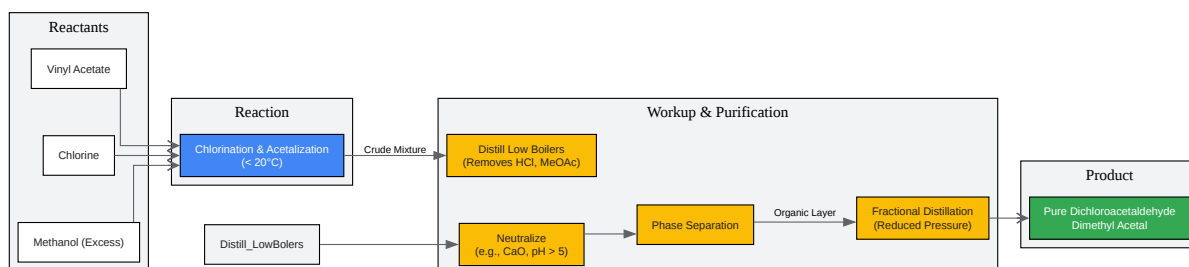 Reactants
Vinyl Acetate
Chlorine
Methanol (Excess)
Reaction
Chlorination & Acetalization
(< 20°C)
Crude Mixture
Distill_LowBolers
Workup & Purification
Distill Low Boilers
(Removes HCl, MeOAc)
Neutralize
(e.g., CaO, pH > 5)
Phase Separation
Organic Layer
Fractional Distillation
(Reduced Pressure)
Product
Pure Dichloroacetaldehyde
Dimethyl Acetal